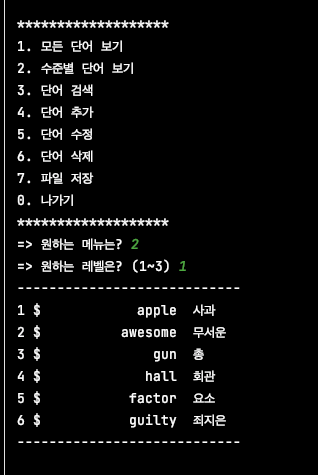 *******************
1. 모든 단어 보기
2. 수준별 단어 보기
3. 단어 검색
4. 단어 추가
5. 단어 수정
6. 단어 삭제
7. 파일 저장
0. 나가기
*******************
=> 원하는 메뉴는? 2
=> 원하는 레벨은? (1~3) 1
----------------------------
1 $ apple 사과
2 $ awesome 무서운
3 $ gun 총
4 $ hall 회관
5 $ factor 요소
6 $ guilty 죄지은
----------------------------